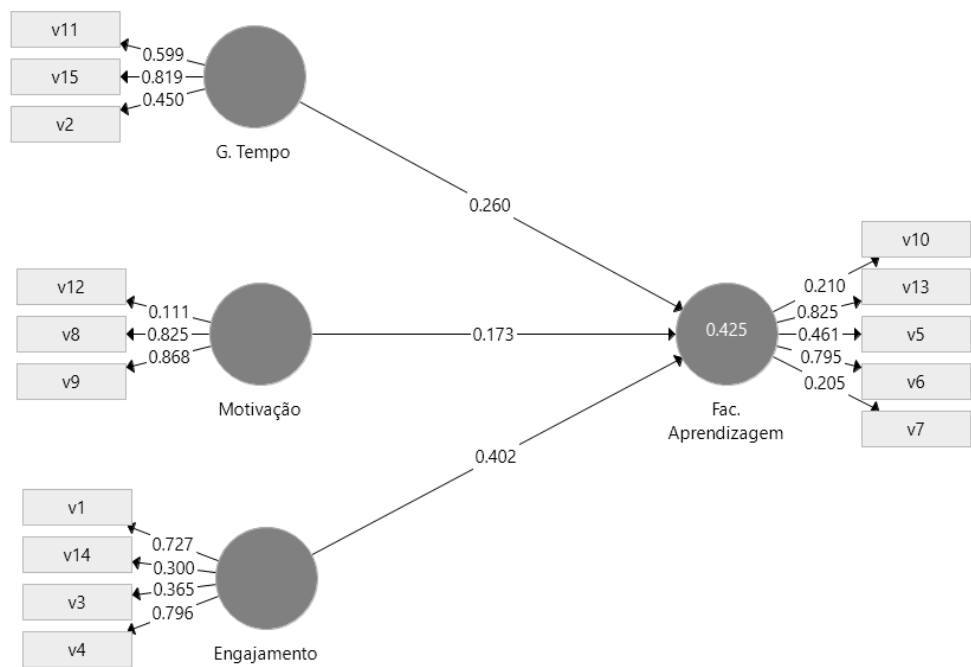 v11
0.599
v15
0.819
v2
0.450
G. Tempo
0.260
v12
0.111
v8
0.825
v9
0.868
Motivação
0.173
v1
0.727
v14
0.300
v3
0.365
v4
0.796
Engajamento
0.402
0.425
Fac.
Aprendizagem
v10
0.210
v13
0.825
v5
0.461
v6
0.795
v7
0.205